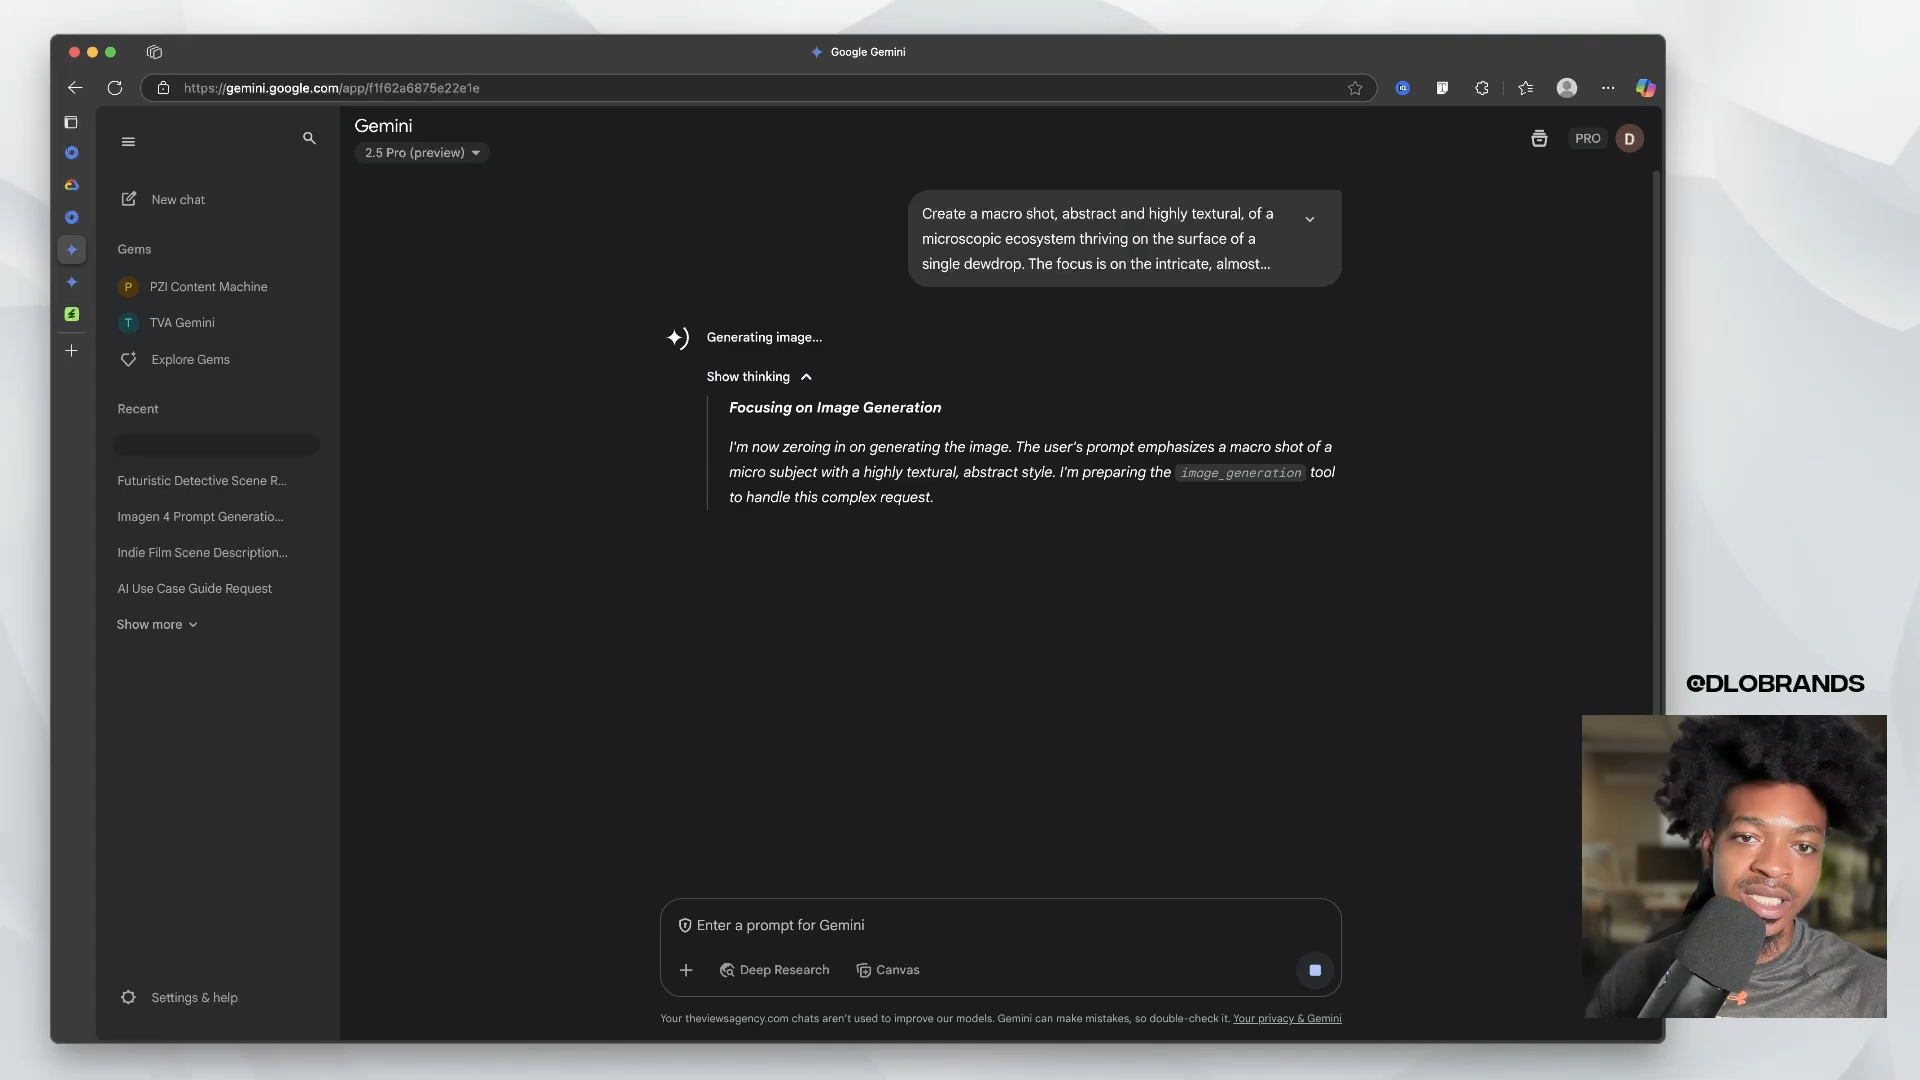 Google Gemini
https://gemini.google.com/app/f1f62a6875e22e1e
Gemini
2.5 Pro (preview)
PRO
D
New chat
Gems
P
PZI Content Machine
T
TVA Gemini
Explore Gems
Recent
Futuristic Detective Scene R...
Imagen 4 Prompt Generatio...
Indie Film Scene Description...
AI Use Case Guide Request
Show more
Settings & help
Create a macro shot, abstract and highly textural, of a
microscopic ecosystem thriving on the surface of a
single dewdrop. The focus is on the intricate, almost...
Generating image...
Show thinking
Focusing on Image Generation
I'm now zeroing in on generating the image. The user's prompt emphasizes a macro shot of a
micro subject with a highly textural, abstract style. I'm preparing the image_generation tool
to handle this complex request.
Enter a prompt for Gemini
Deep Research
Canvas
Your theviewsagency.com chats aren't used to improve our models. Gemini can make mistakes, so double-check it. Your privacy & Gemini
@DLOBRANDS